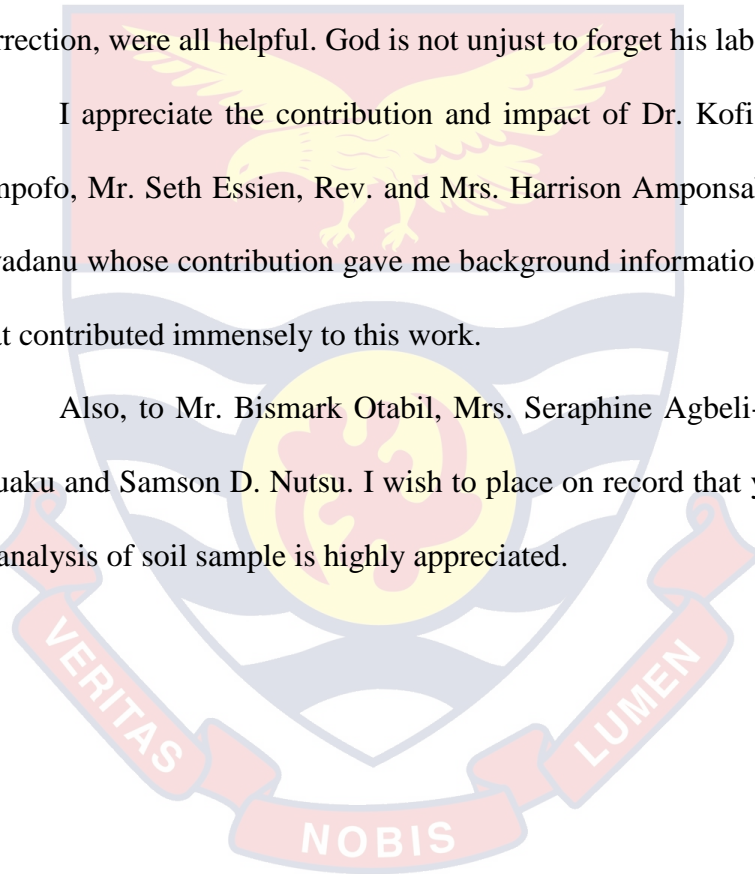 rrection, were all helpful. God is not unjust to forget his lab
I appreciate the contribution and impact of Dr. Kofi
mpofo, Mr. Seth Essien, Rev. and Mrs. Harrison Amponsa
adanu whose contribution gave me background informatio
t contributed immensely to this work.
Also, to Mr. Bismark Otabil, Mrs. Seraphine Agbeli-
uaku and Samson D. Nutsu. I wish to place on record that y
analysis of soil sample is highly appreciated.
VERITAS
NOBIS
LUMEN